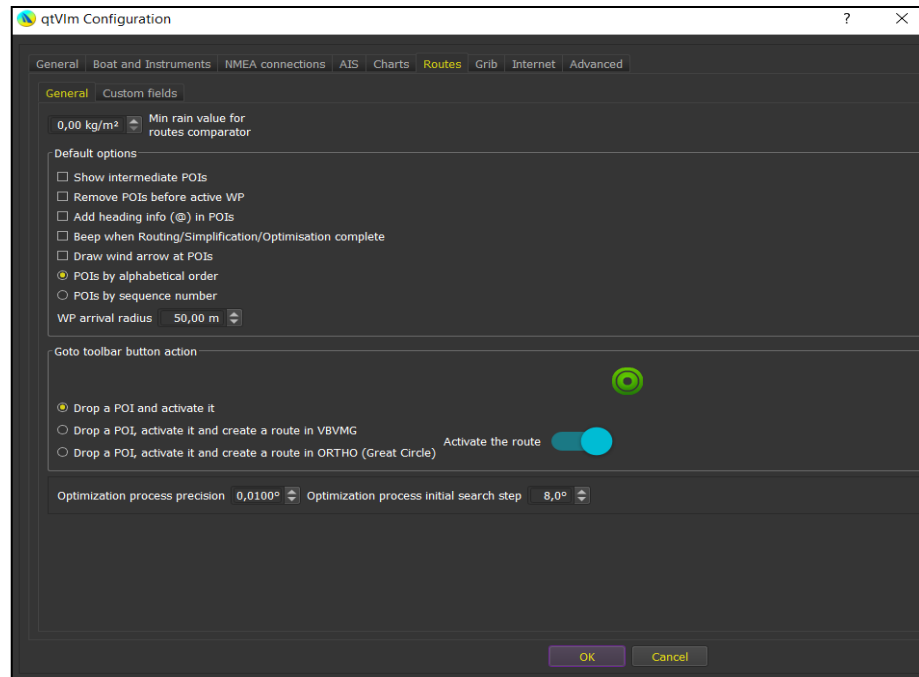 qtVlm Configuration ? ✕
General Boat and Instruments NMEA connections AIS Charts Routes Grib Internet Advanced
General Custom fields
0,00 kg/m² Min rain value for
routes comparator
Default options
Show intermediate POIs
Remove POIs before active WP
Add heading info (@) in POIs
Beep when Routing/Simplification/Optimisation complete
Draw wind arrow at POIs
POIs by alphabetical order
POIs by sequence number
WP arrival radius 50,00 m
Goto toolbar button action
Drop a POI and activate it
Drop a POI, activate it and create a route in VBVMG
Activate the route
Drop a POI, activate it and create a route in ORTHO (Great Circle)
Optimization process precision 0,0100° Optimization process initial search step 8,0°
OK Cancel